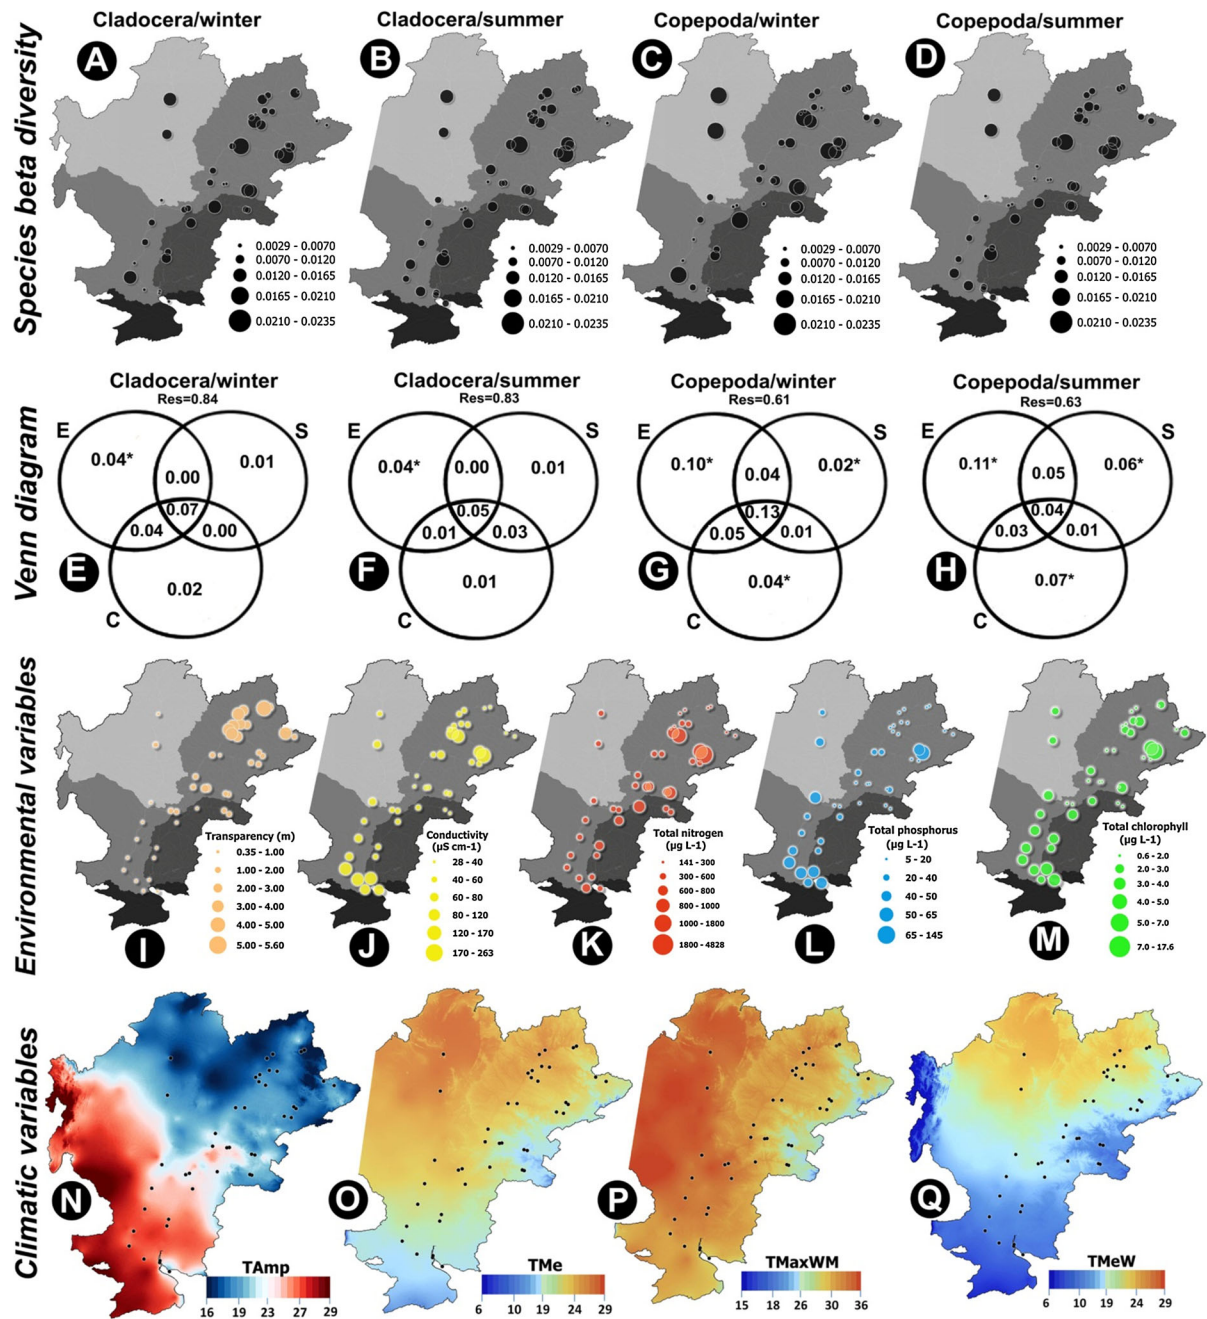 Species beta diversity
Cladocera/winter
Cladocera/summer
Copepoda/winter
Copepoda/summer
A
B
C
D
0.0029 - 0.0070
0.0070 - 0.0120
0.0120 - 0.0165
0.0165 - 0.0210
0.0210 - 0.0235
0.0029 - 0.0070
0.0070 - 0.0120
0.0120 - 0.0165
0.0165 - 0.0210
0.0210 - 0.0235
0.0029 - 0.0070
0.0070 - 0.0120
0.0120 - 0.0165
0.0165 - 0.0210
0.0210 - 0.0235
0.0029 - 0.0070
0.0070 - 0.0120
0.0120 - 0.0165
0.0165 - 0.0210
0.0210 - 0.0235
Venn diagram
Cladocera/winter
Res=0.84
E
S
0.04*
0.00
0.01
0.07
0.04
0.00
0.02
C
E
Cladocera/summer
Res=0.83
E
S
0.04*
0.00
0.01
0.05
0.01
0.03
0.01
C
F
Copepoda/winter
Res=0.61
E
S
0.10*
0.04
0.02*
0.13
0.05
0.01
0.04*
C
G
Copepoda/summer
Res=0.63
E
S
0.11*
0.05
0.06*
0.04
0.03
0.01
0.07*
C
H
Environmental variables
Transparency (m)
0.35 - 1.00
1.00 - 2.00
2.00 - 3.00
3.00 - 4.00
4.00 - 5.00
5.00 - 5.60
I
Conductivity
(µS cm-1)
28 - 40
40 - 60
60 - 80
80 - 120
120 - 170
170 - 263
J
Total nitrogen
(µg L-1)
141 - 300
300 - 600
600 - 800
800 - 1000
1000 - 1800
1800 - 4828
K
Total phosphorus
(µg L-1)
5 - 20
20 - 40
40 - 50
50 - 65
65 - 145
L
Total chlorophyll
(µg L-1)
0.6 - 2.0
2.0 - 3.0
3.0 - 4.0
4.0 - 5.0
5.0 - 7.0
7.0 - 17.6
M
Climatic variables
N
TAmp
16 19 23 27 29
O
TMe
6 10 19 24 29
P
TMaxWM
15 18 26 30 36
Q
TMeW
6 10 19 24 29